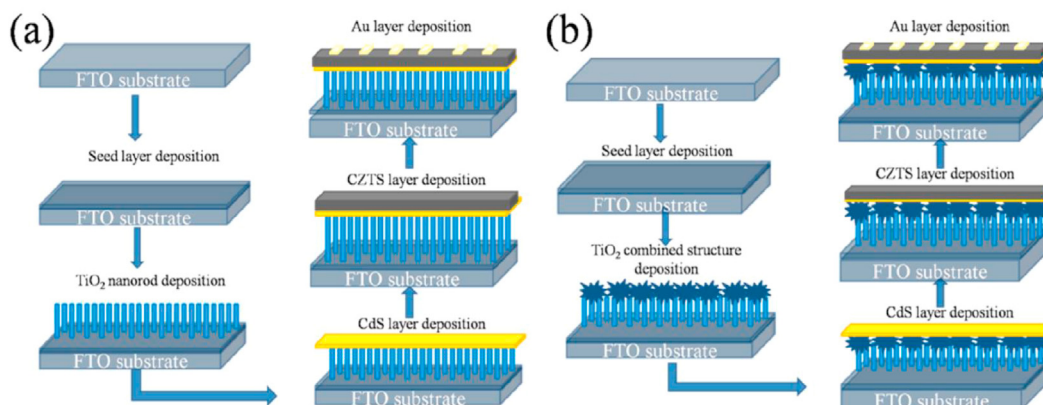 (a)
FTO substrate
Seed layer deposition
FTO substrate
TiO₂ nanorod deposition
FTO substrate
Au layer deposition
FTO substrate
CZTS layer deposition
FTO substrate
CdS layer deposition
FTO substrate
(b)
FTO substrate
Seed layer deposition
FTO substrate
TiO₂ combined structure
deposition
FTO substrate
Au layer deposition
FTO substrate
CZTS layer deposition
FTO substrate
CdS layer deposition
FTO substrate